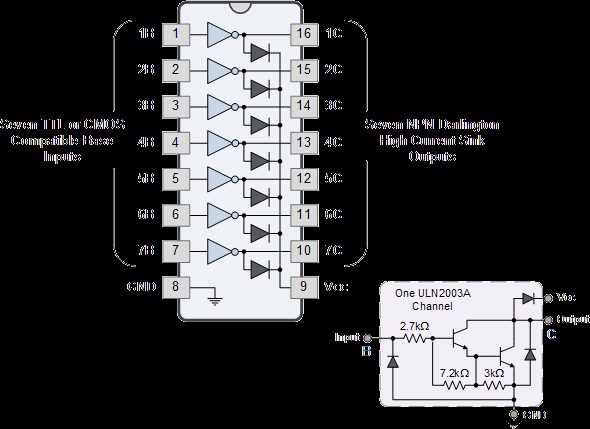 1B 1 16 1C
2B 2 15 2C
3B 3 14 3C
4B 4 13 4C
5B 5 12 5C
6B 6 11 6C
7B 7 10 7C
GND 8 9 Vcc
Seven TTL or CMOS
Compatible Base
Inputs
Seven NPN Darlington
High Current Sink
Outputs
One ULN2003A
Channel
Vcc
Output
C
Input
B
2.7kΩ
7.2kΩ
3kΩ
GND